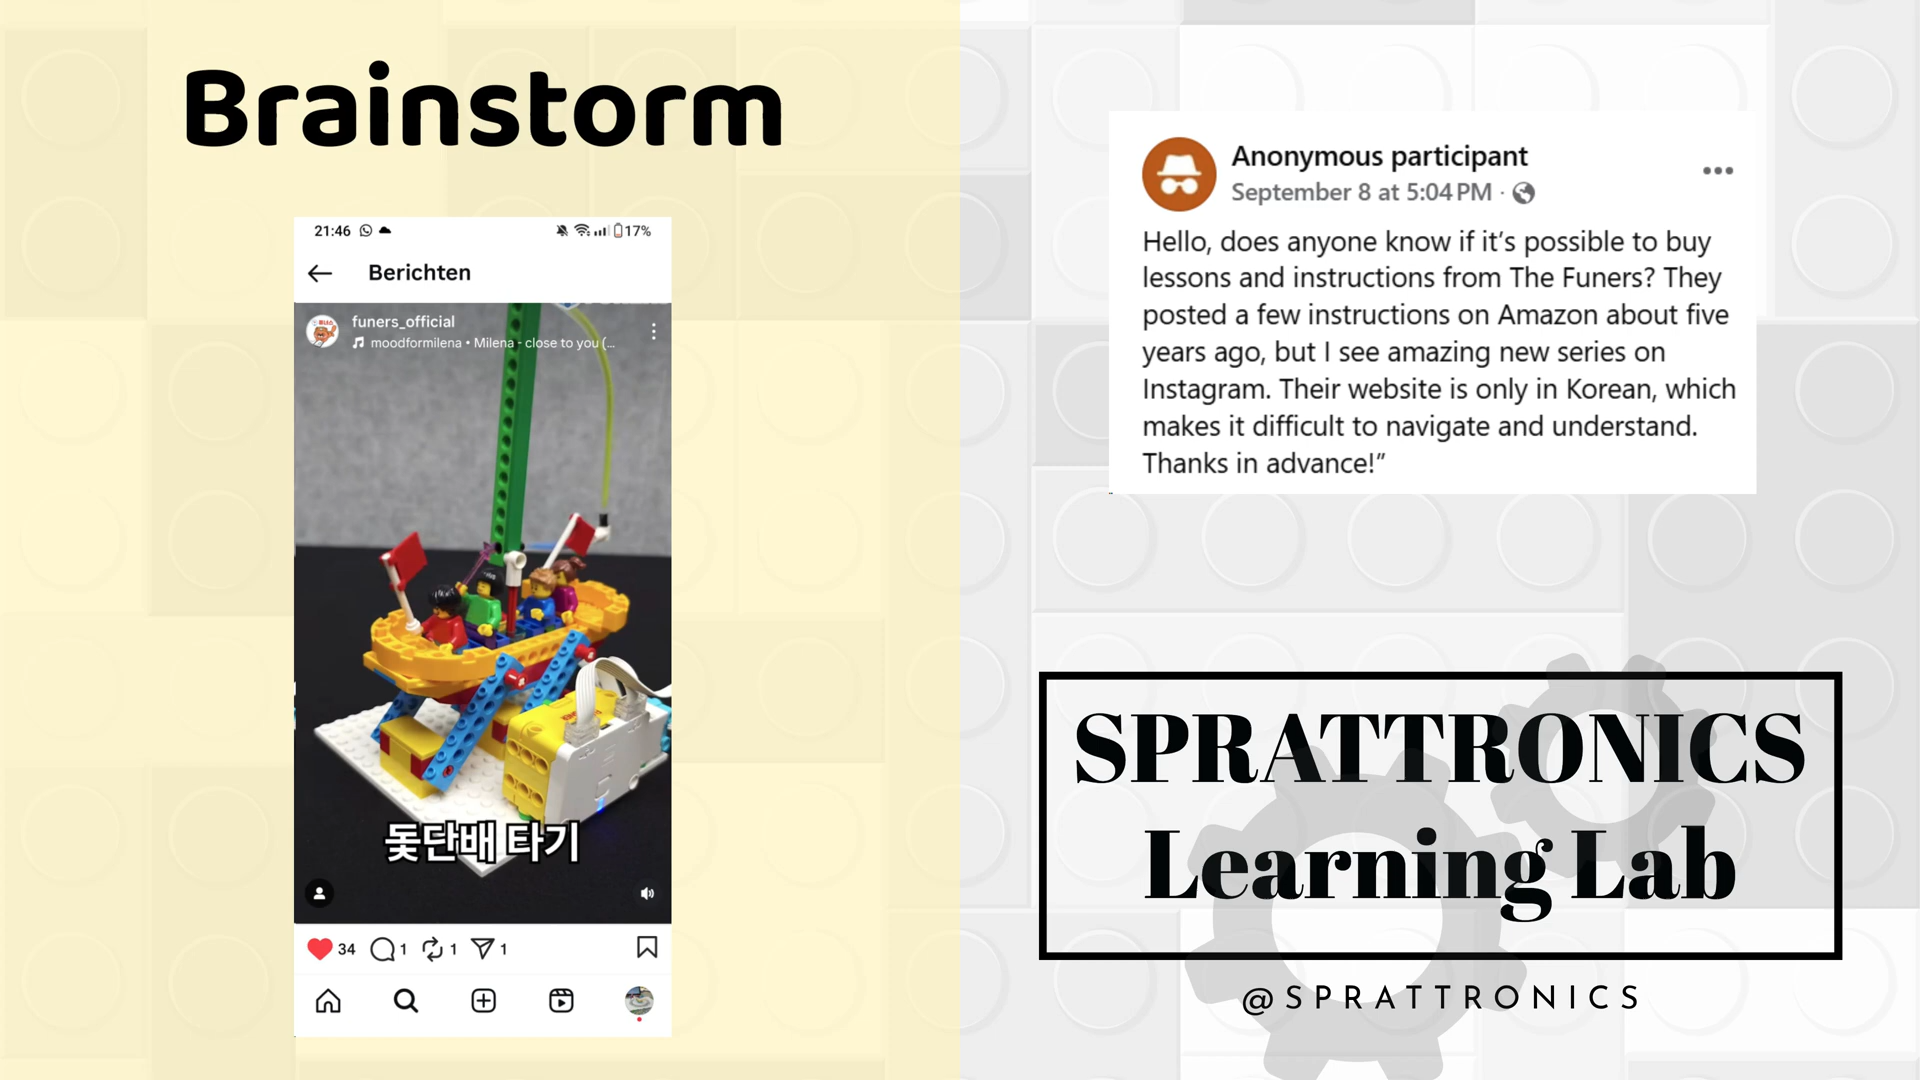 Brainstorm
21:46
17%
Berichten
funers_official
moodformilena • Milena - close to you (...
돛단배 타기
34
1
1
1
Anonymous participant
September 8 at 5:04 PM ·
Hello, does anyone know if it's possible to buy
lessons and instructions from The Funers? They
posted a few instructions on Amazon about five
years ago, but I see amazing new series on
Instagram. Their website is only in Korean, which
makes it difficult to navigate and understand.
Thanks in advance!”
SPRATTRONICS
Learning Lab
@SPRATTRONICS